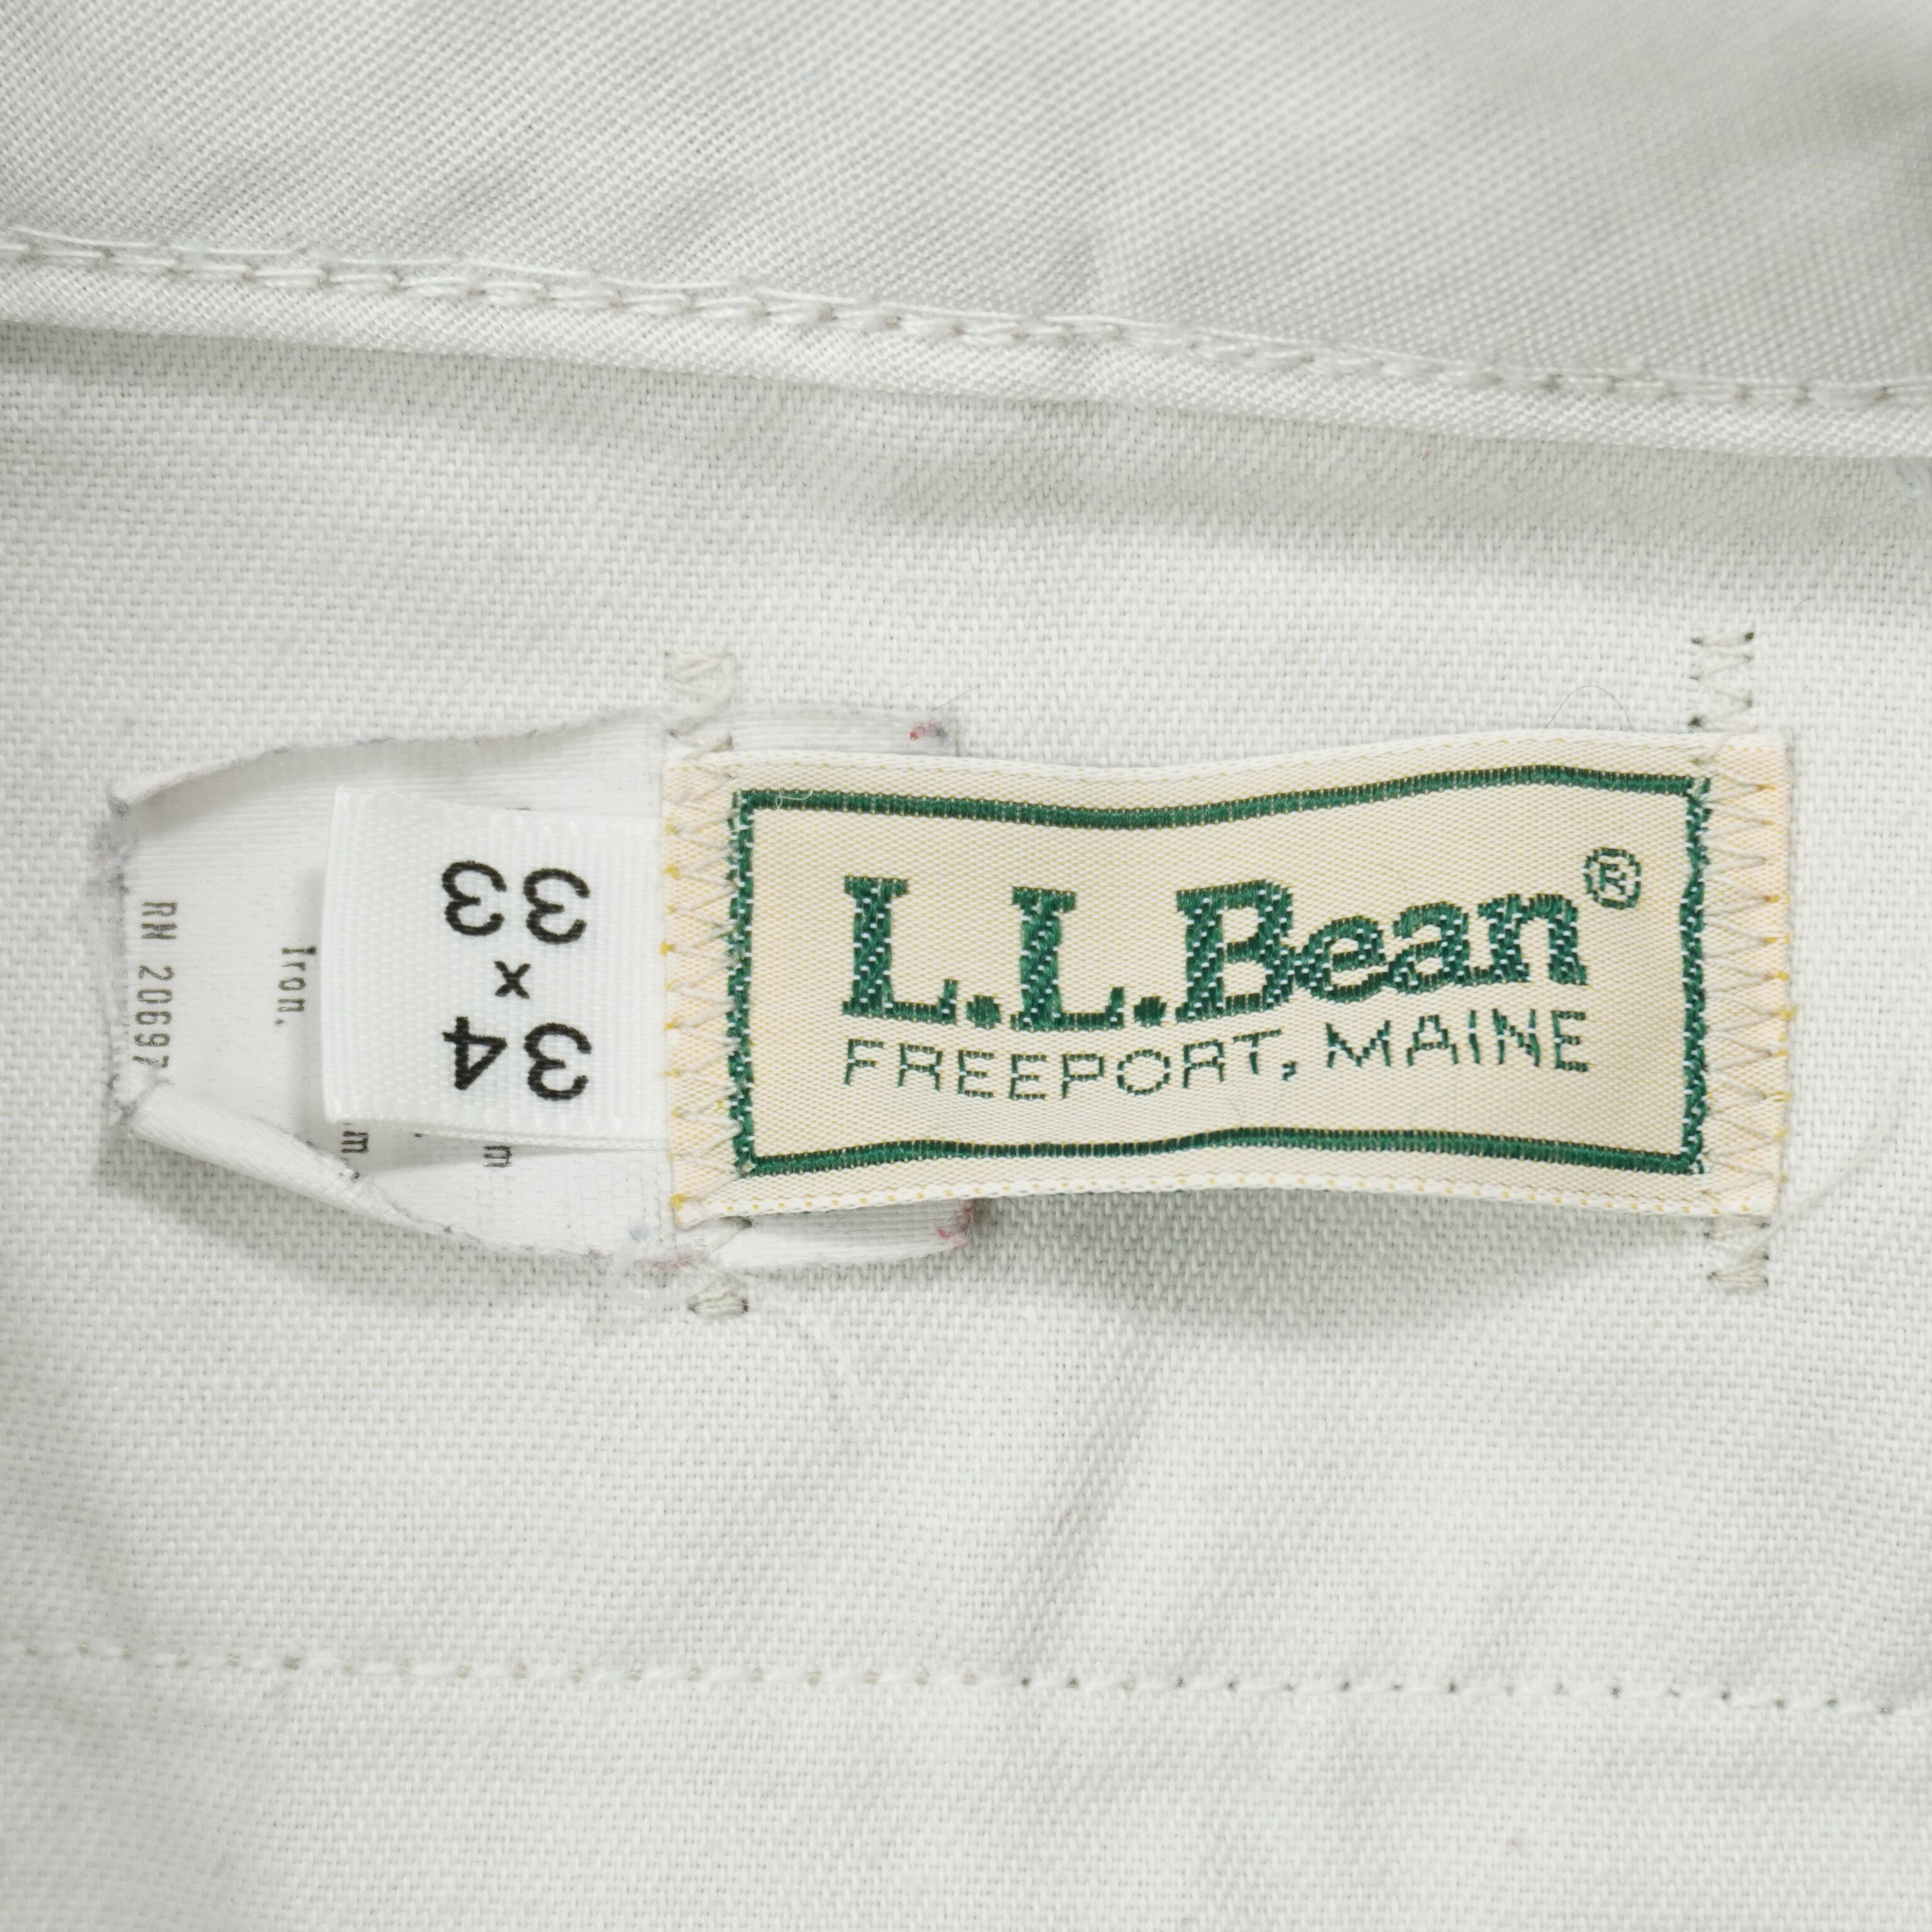 L.L.Bean®
FREEPORT, MAINE
34
x
33
Iron.
RN 20697